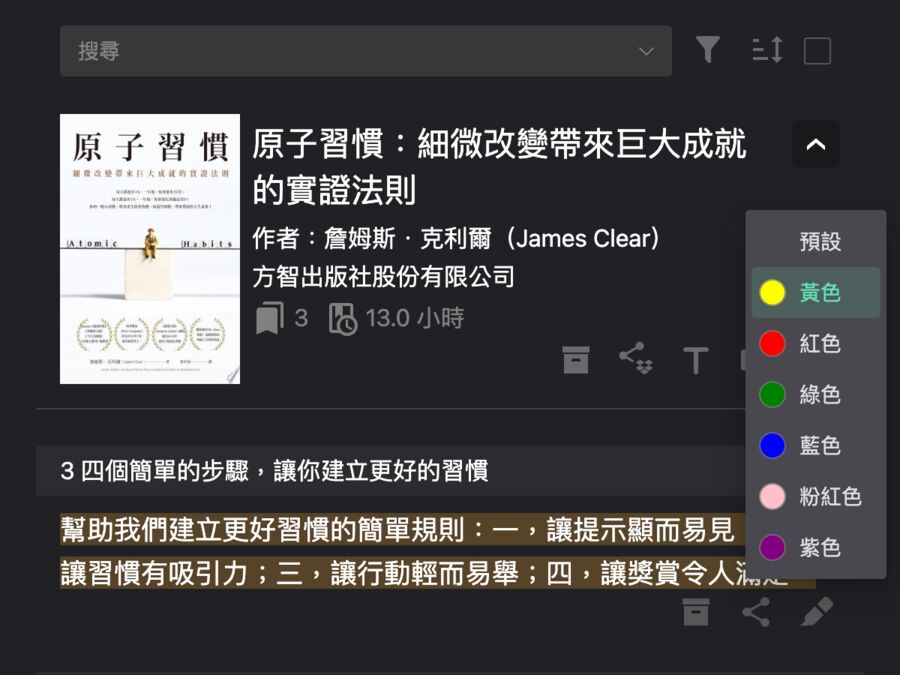 搜尋
原子習慣
細微改變帶來巨大成就的實證法則
Atomic
Habits
原子習慣：細微改變帶來巨大成就
的實證法則
作者：詹姆斯．克利爾（James Clear）
方智出版社股份有限公司
3
13.0 小時
預設
黃色
紅色
綠色
藍色
粉紅色
紫色
3 四個簡單的步驟，讓你建立更好的習慣
幫助我們建立更好習慣的簡單規則：一，讓提示顯而易見
讓習慣有吸引力；三，讓行動輕而易舉；四，讓獎賞令人滿足